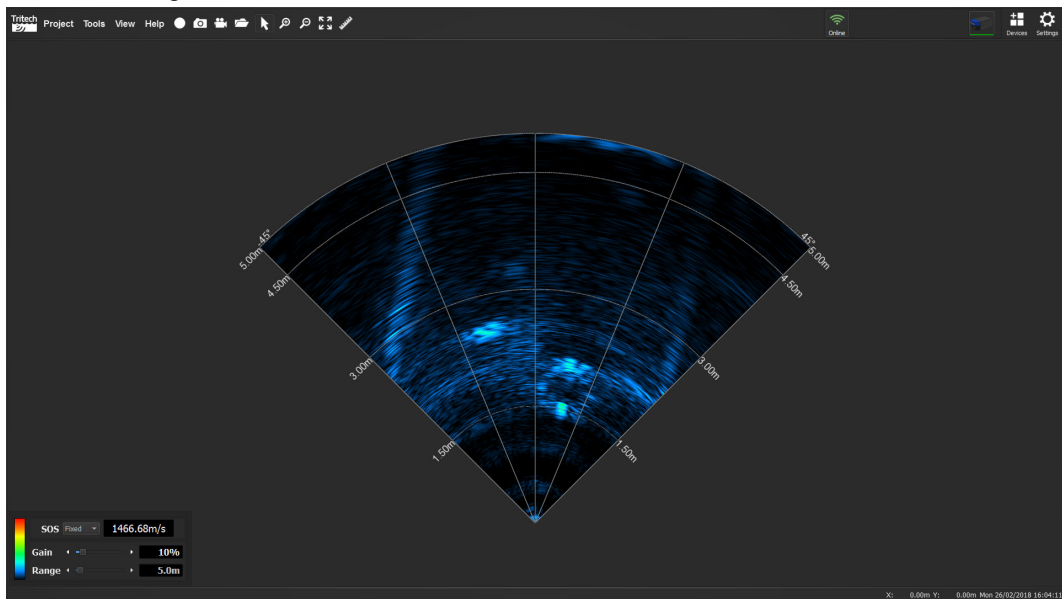 Tritech Project Tools View Help Online Devices Settings
-45° 45°
5.00m 5.00m
4.50m 4.50m
3.00m 3.00m
1.50m 1.50m
SOS Fixed 1466.68m/s
Gain 10%
Range 5.0m
X: 0.00m Y: 0.00m Mon 26/02/2018 16:04:11